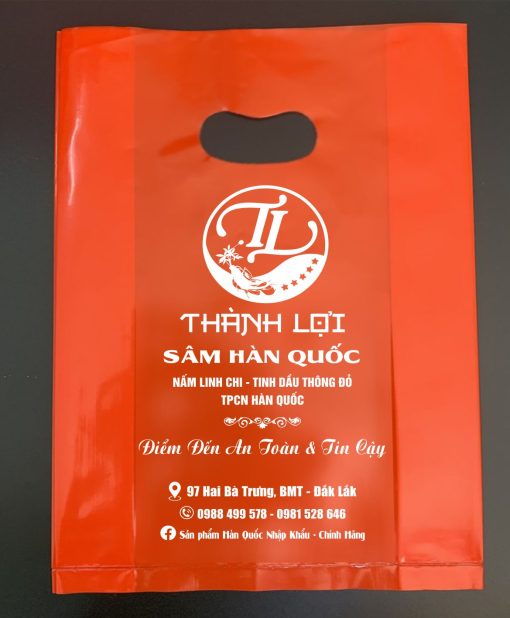 TL
THÀNH LỢI
SÂM HÀN QUỐC
NẤM LINH CHI - TINH DẦU THÔNG ĐỎ
TPCN HÀN QUỐC
Điểm Đến An Toàn & Tin Cậy
97 Hai Bà Trưng, BMT - Đắk Lắk
0988 499 578 - 0981 528 646
Sản phẩm Hàn Quốc Nhập Khẩu - Chính Hãng